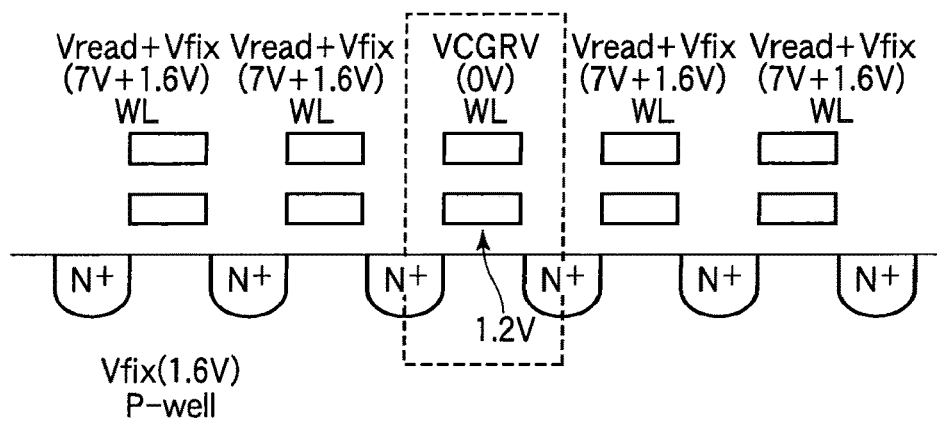 Vread+Vfix Vread+Vfix VCGRV Vread+Vfix Vread+Vfix
(7V+1.6V) (7V+1.6V) (0V) (7V+1.6V) (7V+1.6V)
WL WL WL WL WL
N+ N+ N+ N+ N+ N+
1.2V
Vfix(1.6V)
P-well